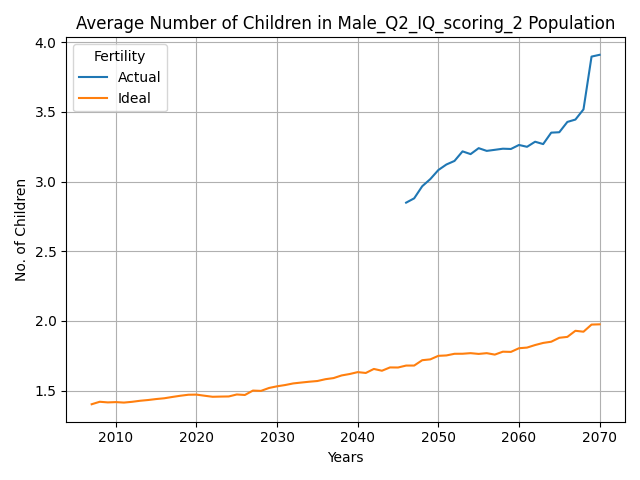 Average Number of Children in Male_Q2_IQ_scoring_2 Population
Fertility
Actual
Ideal
No. of Children
4.0
3.5
3.0
2.5
2.0
1.5
2010 2020 2030 2040 2050 2060 2070
Years